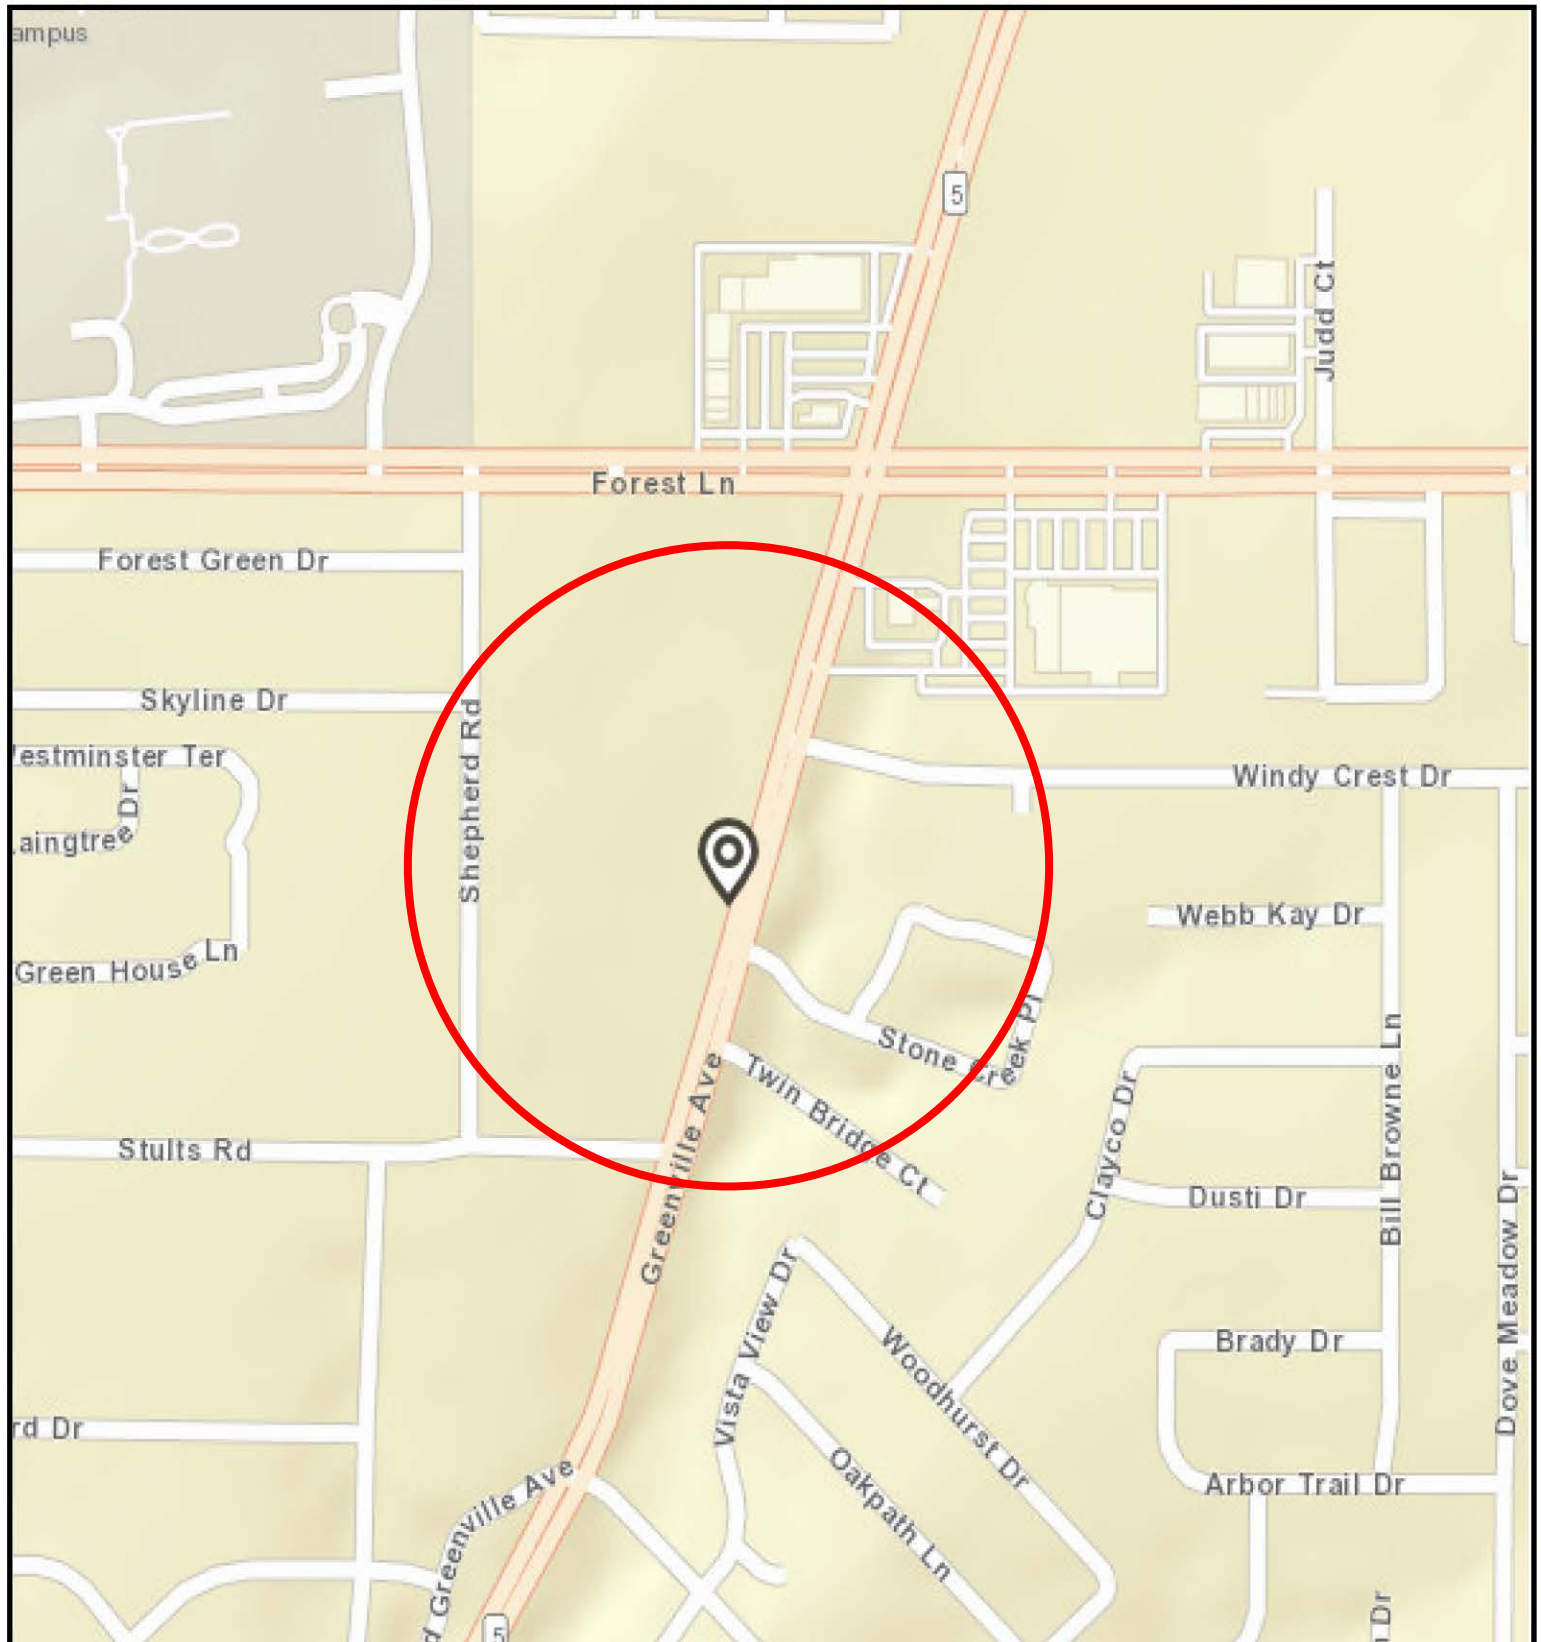 ampus
5
Judd Ct
Forest Ln
Forest Green Dr
Skyline Dr
Shepherd Rd
estminster Ter
Dr
aingtree
Windy Crest Dr
Webb Kay Dr
Green House Ln
Stone Creek Pl
Twin Bridge Ct
Greenville Ave
Stults Rd
Clayco Dr
Bill Browne Ln
Dusti Dr
Dove Meadow Dr
Vista View Dr
Woodhurst Dr
Brady Dr
rd Dr
Oakpath Ln
Arbor Trail Dr
d Greenville Ave
5
Dr